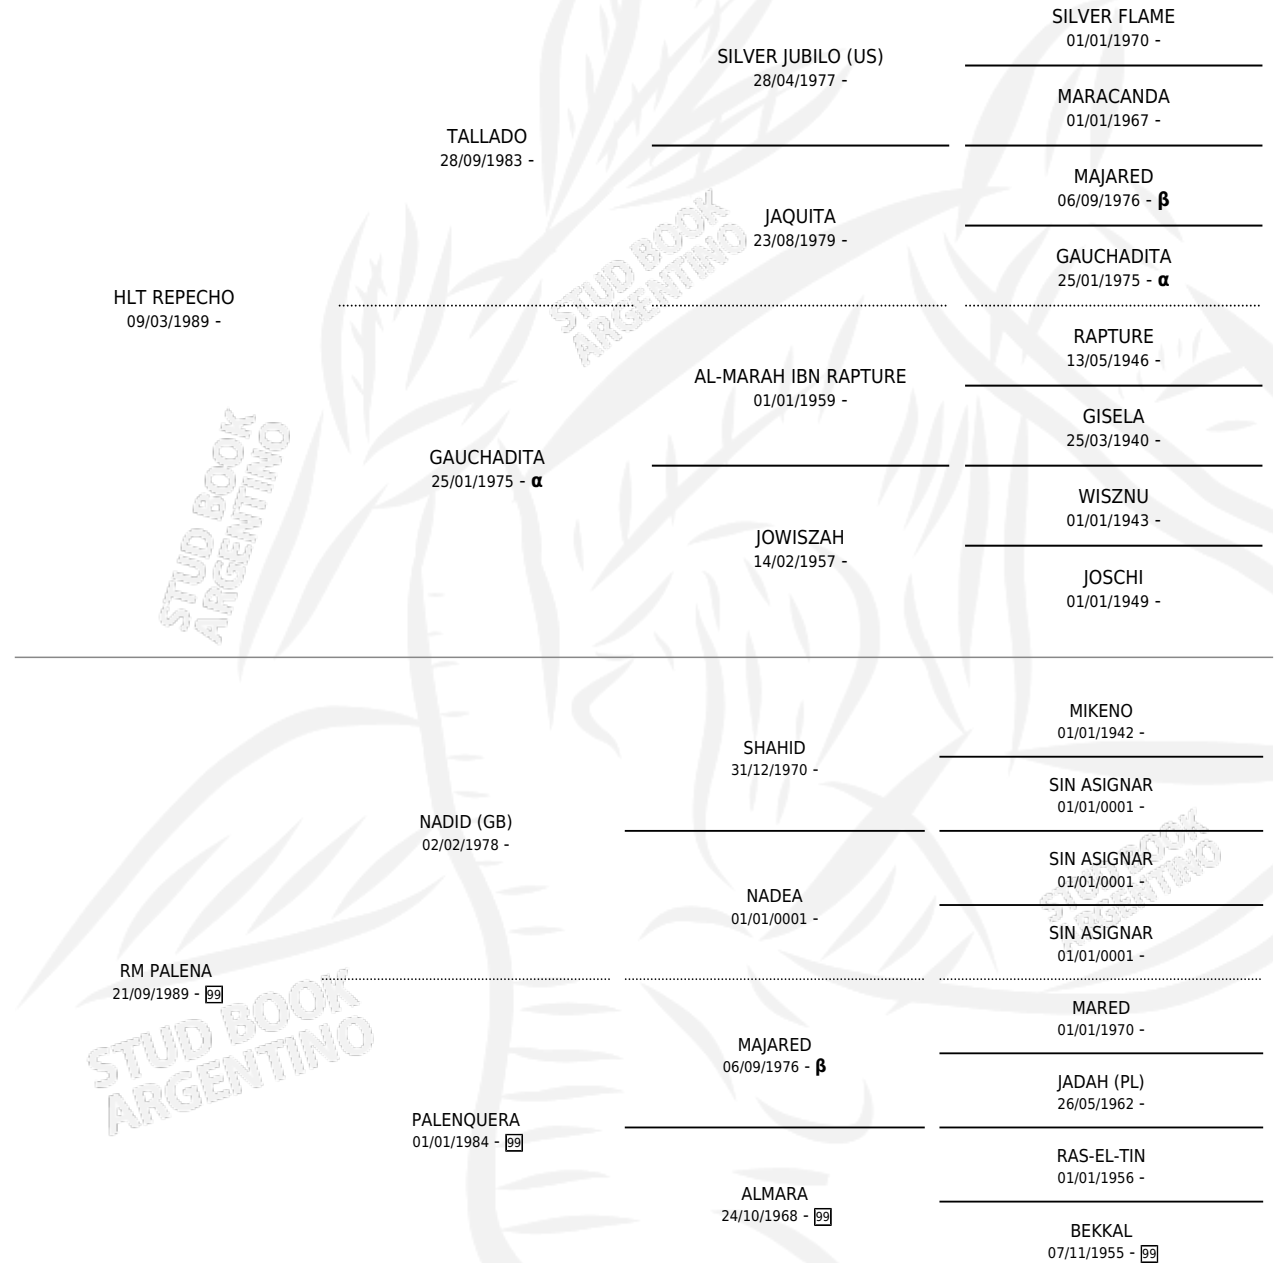 SILVER FLAME
01/01/1970 -
SILVER JUBILO (US)
28/04/1977 -
MARACANDA
01/01/1967 -
TALLADO
28/09/1983 -
MAJARED
06/09/1976 - β
JAQUITA
23/08/1979 -
GAUCHADITA
25/01/1975 - α
HLT REPECHO
09/03/1989 -
RAPTURE
13/05/1946 -
AL-MARAH IBN RAPTURE
01/01/1959 -
GISELA
25/03/1940 -
GAUCHADITA
25/01/1975 - α
WISZNU
01/01/1943 -
JOWISZAH
14/02/1957 -
JOSCHI
01/01/1949 -
MIKENO
01/01/1942 -
SHAHID
31/12/1970 -
SIN ASIGNAR
01/01/0001 -
NADID (GB)
02/02/1978 -
SIN ASIGNAR
01/01/0001 -
NADEA
01/01/0001 -
SIN ASIGNAR
01/01/0001 -
RM PALENA
21/09/1989 - 99
MARED
01/01/1970 -
MAJARED
06/09/1976 - β
JADAH (PL)
26/05/1962 -
PALENQUERA
01/01/1984 - 99
RAS-EL-TIN
01/01/1956 -
ALMARA
24/10/1968 - 99
BEKKAL
07/11/1955 - 99
STUD BOOK
ARGENTINO
STUD BOOK
ARGENTINO
STUD BOOK
ARGENTINO
STUD BOOK
ARGENTINO